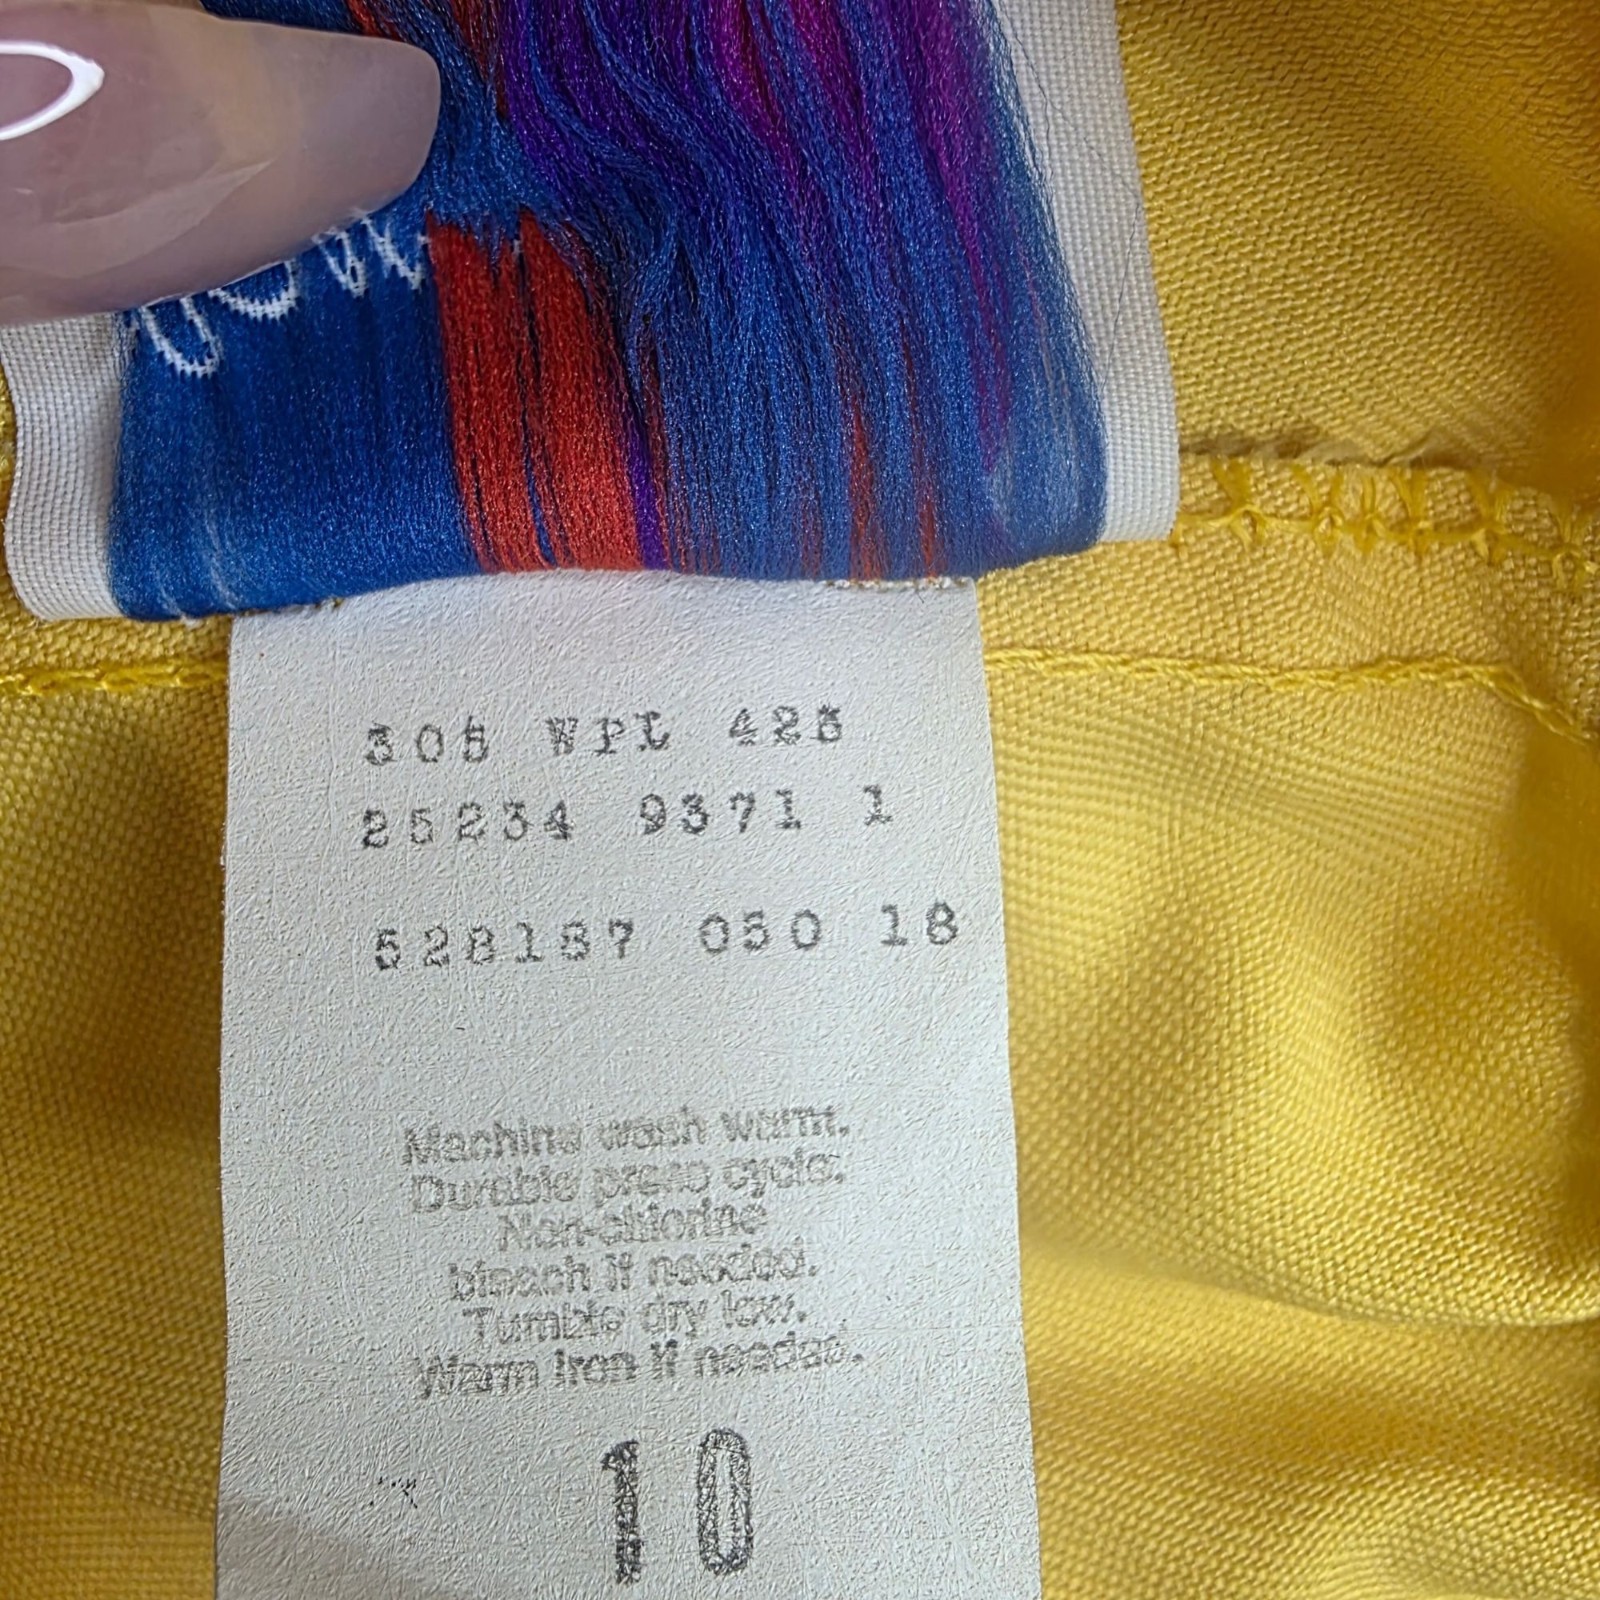 305 WPL 425
25234 9371 1
528187 050 18
Machine wash warm.
Durable press cycle.
Non-chlorine
bleach if needed.
Tumble dry low.
Warm iron if needed.
10